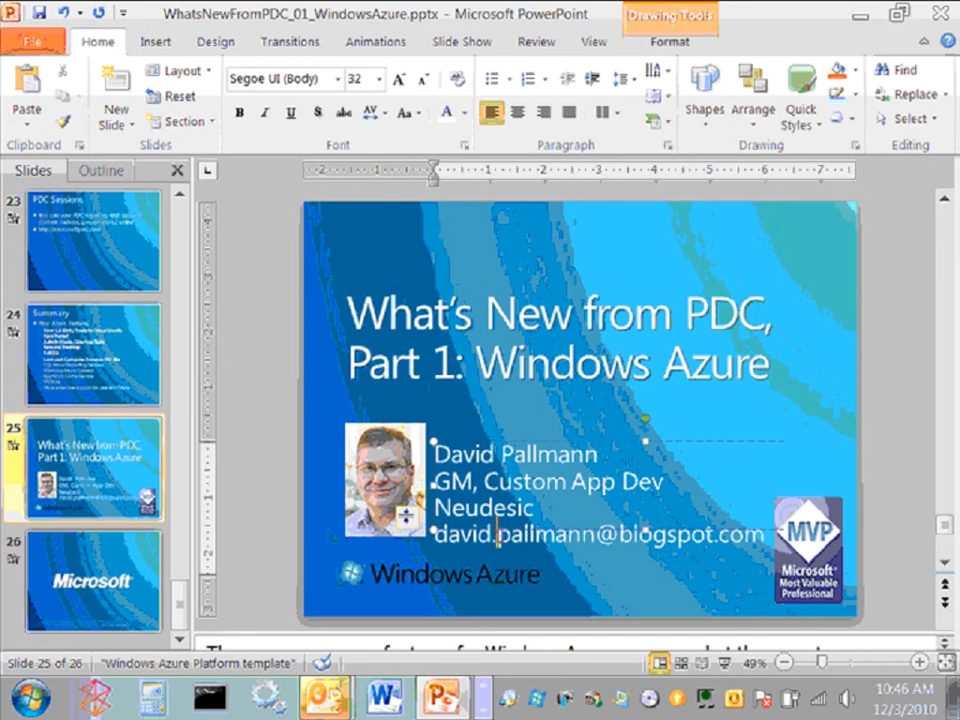 WhatsNewFromPDC_01_WindowsAzure.pptx - Microsoft PowerPoint
Drawing Tools
File Home Insert Design Transitions Animations Slide Show Review View Format
Paste
Clipboard
New Slide
Layout
Reset
Section
Slides
Segoe UI (Body) 32
B I U S abc AV Aa A
Font
Paragraph
Shapes Arrange Quick Styles
Drawing
Find
Replace
Select
Editing
Slides Outline
23
PDC Sessions
24
Summary
25
What's New from PDC,
Part 1: Windows Azure
26
Microsoft
What's New from PDC,
Part 1: Windows Azure
David Pallmann
GM, Custom App Dev
Neudesic
david.pallmann@blogspot.com
Windows Azure
MVP
Microsoft
Most Valuable
Professional
Slide 25 of 26 "Windows Azure Platform template" 49%
10:46 AM
12/3/2010